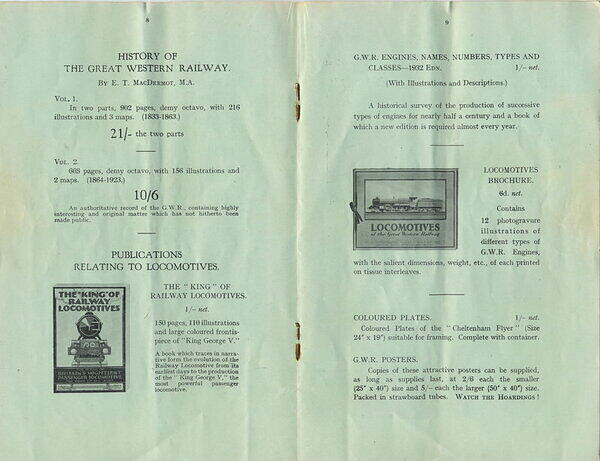 8
HISTORY OF
THE GREAT WESTERN RAILWAY.
By E. T. MacDermot, M.A.
Vol. 1.
In two parts, 902 pages, demy octavo, with 216
illustrations and 3 maps. (1833-1863.)
21/- the two parts
Vol. 2.
668 pages, demy octavo, with 156 illustrations and
2 maps. (1864-1923.)
10/6
An authoritative record of the G.W.R., containing highly
interesting and original matter which has not hitherto been
made public.
PUBLICATIONS
RELATING TO LOCOMOTIVES.
THE "KING" OF
RAILWAY
LOCOMOTIVES
BRITAIN'S MIGHTIEST
PASSENGER LOCOMOTIVE
THE "KING" OF
RAILWAY LOCOMOTIVES.
1/- net.
150 pages, 110 illustrations
and large coloured frontis-
piece of "King George V."
A book which traces in narra-
tive form the evolution of the
Railway Locomotive from its
earliest days to the production
of the "King George V," the
most powerful passenger
locomotive.
9
G.W.R. ENGINES, NAMES, NUMBERS, TYPES AND
CLASSES—1932 Edn. 1/- net.
(With Illustrations and Descriptions.)
A historical survey of the production of successive
types of engines for nearly half a century and a book of
which a new edition is required almost every year.
LOCOMOTIVES
of the Great Western Railway
LOCOMOTIVES
BROCHURE.
6d. net.
Contains
12 photogravure
illustrations of
different types of
G.W.R. Engines,
with the salient dimensions, weight, etc., of each printed
on tissue interleaves.
COLOURED PLATES. 1/- net.
Coloured Plates of the "Cheltenham Flyer" (Size
24" x 19") suitable for framing. Complete with container.
G.W.R. POSTERS.
Copies of these attractive posters can be supplied,
as long as supplies last, at 2/6 each the smaller
(25" x 40") size and 5/- each the larger (50" x 40") size.
Packed in strawboard tubes. Watch the Hoardings!